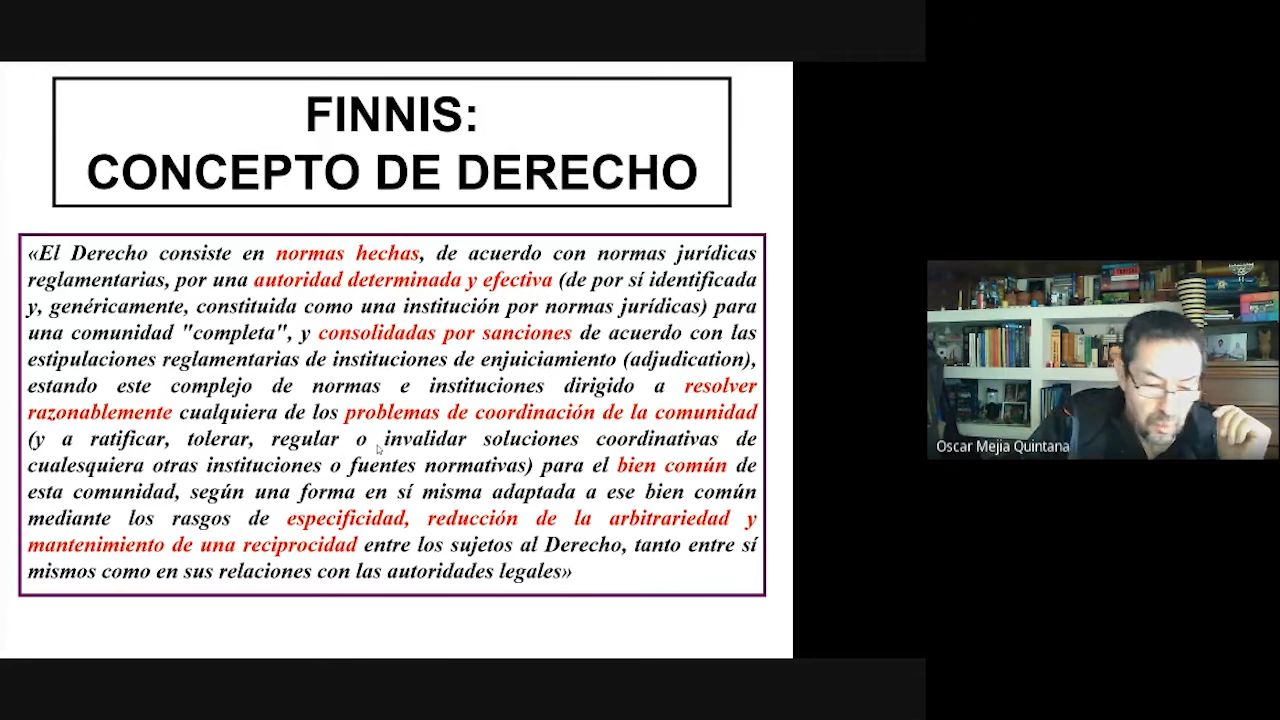 FINNIS:
CONCEPTO DE DERECHO
«El Derecho consiste en normas hechas, de acuerdo con normas jurídicas
reglamentarias, por una autoridad determinada y efectiva (de por sí identificada
y, genéricamente, constituida como una institución por normas jurídicas) para
una comunidad "completa", y consolidadas por sanciones de acuerdo con las
estipulaciones reglamentarias de instituciones de enjuiciamiento (adjudication),
estando este complejo de normas e instituciones dirigido a resolver
razonablemente cualquiera de los problemas de coordinación de la comunidad
(y a ratificar, tolerar, regular o invalidar soluciones coordinativas de
cualesquiera otras instituciones o fuentes normativas) para el bien común de
esta comunidad, según una forma en sí misma adaptada a ese bien común
mediante los rasgos de especificidad, reducción de la arbitrariedad y
mantenimiento de una reciprocidad entre los sujetos al Derecho, tanto entre sí
mismos como en sus relaciones con las autoridades legales»
Oscar Mejia Quintana